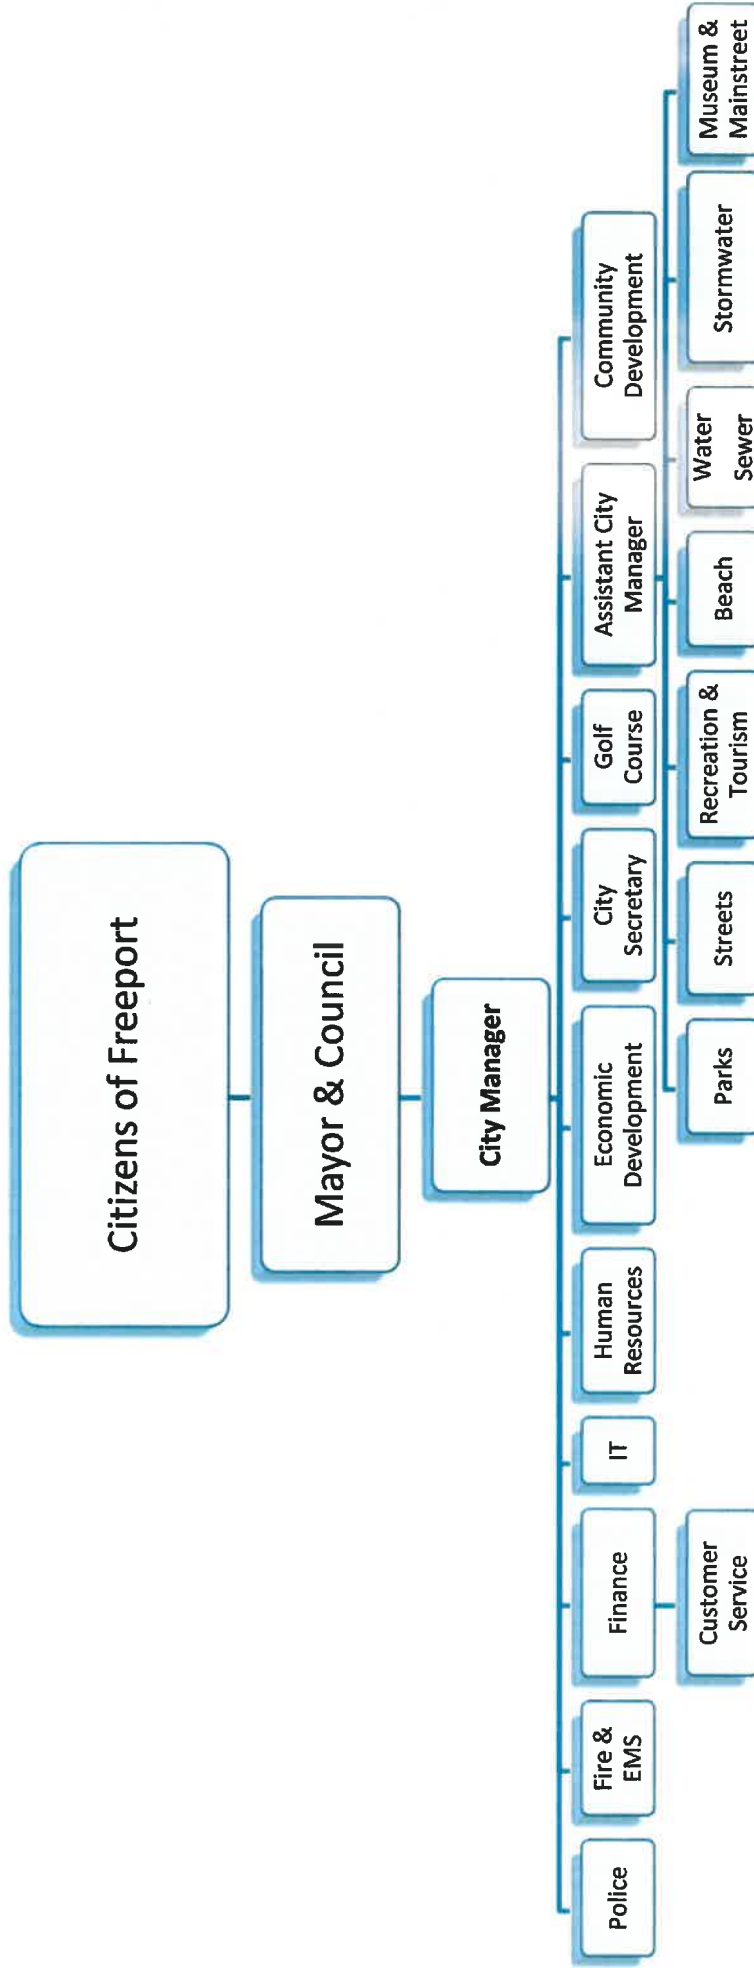 Citizens of Freeport
Mayor & Council
City Manager
Police
Fire &
EMS
Finance
IT
Human
Resources
Economic
Development
City
Secretary
Golf
Course
Assistant City
Manager
Community
Development
Customer
Service
Parks
Streets
Recreation &
Tourism
Beach
Water
Sewer
Stormwater
Museum &
Mainstreet